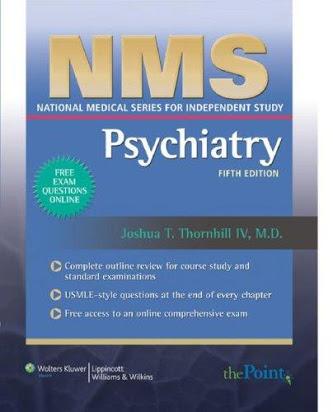 NMS
NATIONAL MEDICAL SERIES FOR INDEPENDENT STUDY
Psychiatry
FIFTH EDITION
FREE
EXAM
QUESTIONS
ONLINE
Joshua T. Thornhill IV, M.D.
Complete outline review for course study and
standard examinations
USMLE-style questions at the end of every chapter
Free access to an online comprehensive exam
Wolters Kluwer | Lippincott
Williams & Wilkins
thePoint